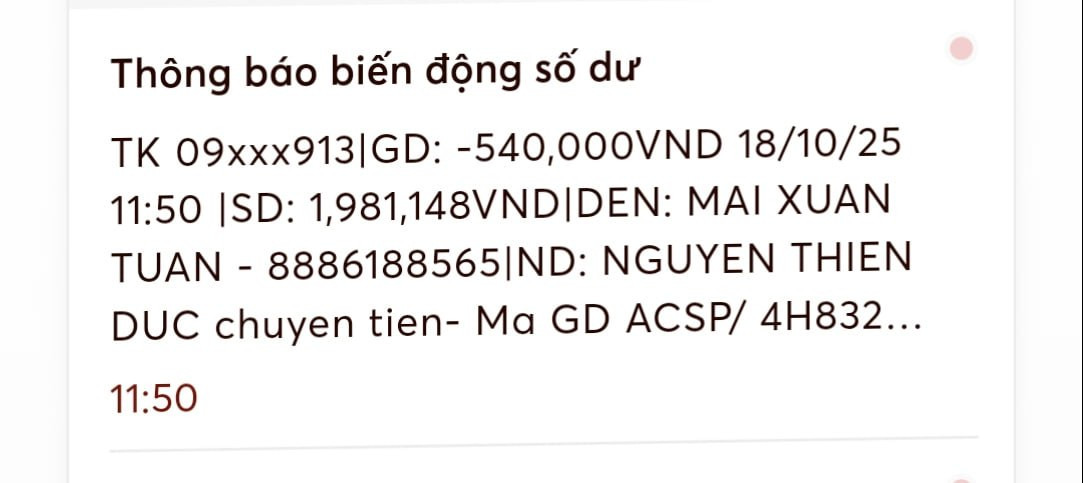 Thông báo biến động số dư
TK 09xxx913|GD: -540,000VND 18/10/25
11:50 |SD: 1,981,148VND|DEN: MAI XUAN
TUAN - 8886188565|ND: NGUYEN THIEN
DUC chuyen tien- Ma GD ACSP/ 4H832...
11:50